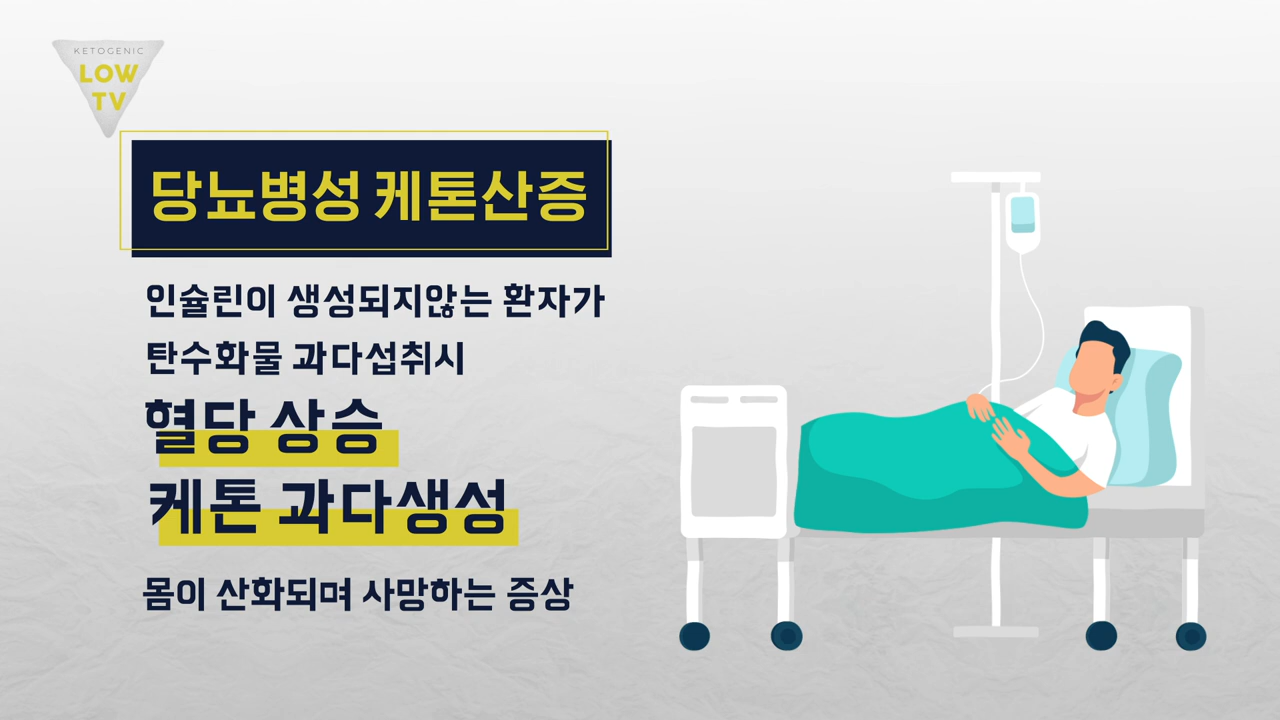 KETOGENIC
LOW
TV
당뇨병성 케톤산증
인슐린이 생성되지않는 환자가
탄수화물 과다섭취시
혈당 상승
케톤 과다생성
몸이 산화되며 사망하는 증상